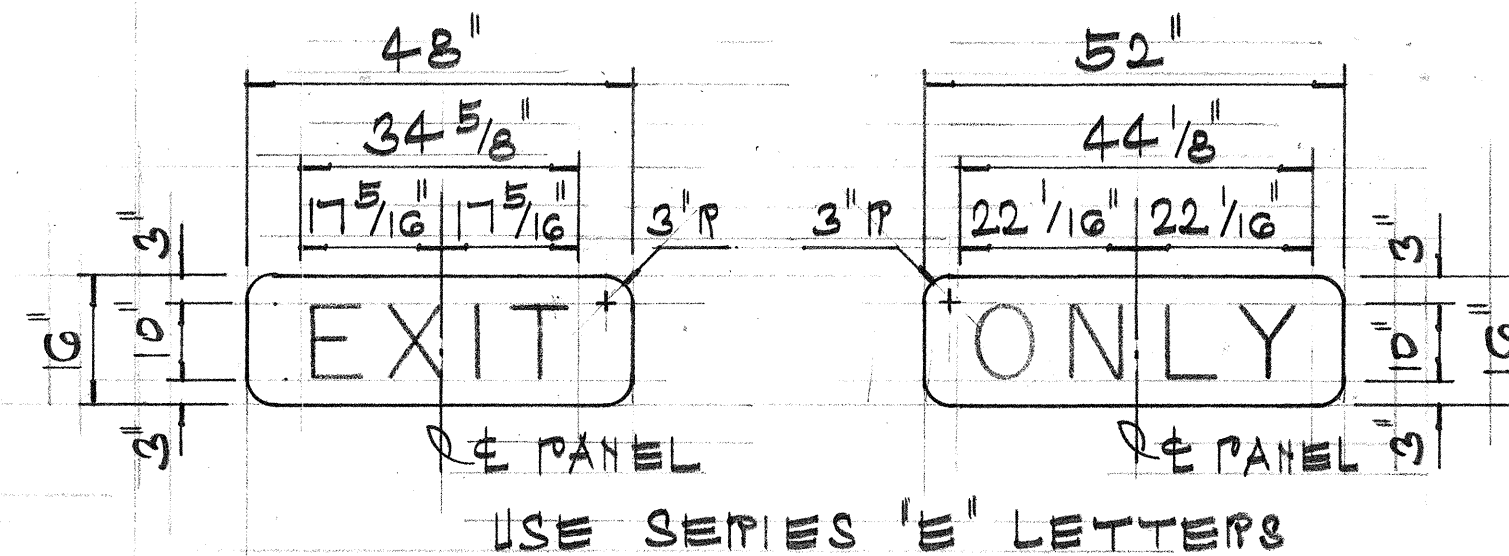 48" 52"
34 5/8" 44 1/8"
17 5/16" 17 5/16" 3"R 3"R 22 1/16" 22 1/16"
3" 3"
16" 10" EXIT ONLY 10"
3" 3"
℄ PANEL ℄ PANEL
USE SERIES "E" LETTERS